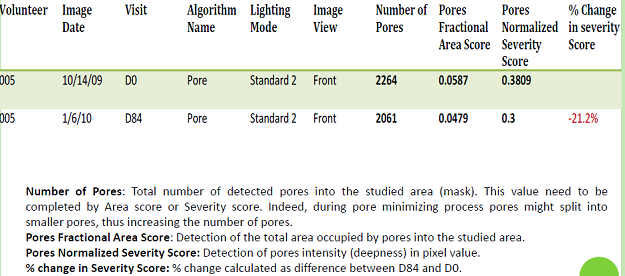 Volunteer Image Visit Algorithm Lighting Image Number of Pores Pores % Change
Date Name Mode View Pores Fractional Normalized in severity
Area Score Severity Score
Score
005 10/14/09 D0 Pore Standard 2 Front 2264 0.0587 0.3809
005 1/6/10 D84 Pore Standard 2 Front 2061 0.0479 0.3 -21.2%
Number of Pores: Total number of detected pores into the studied area (mask). This value need to be
completed by Area score or Severity score. Indeed, during pore minimizing process pores might split into
smaller pores, thus increasing the number of pores.
Pores Fractional Area Score: Detection of the total area occupied by pores into the studied area.
Pores Normalized Severity Score: Detection of pores intensity (deepness) in pixel value.
% change in Severity Score: % change calculated as difference between D84 and D0.